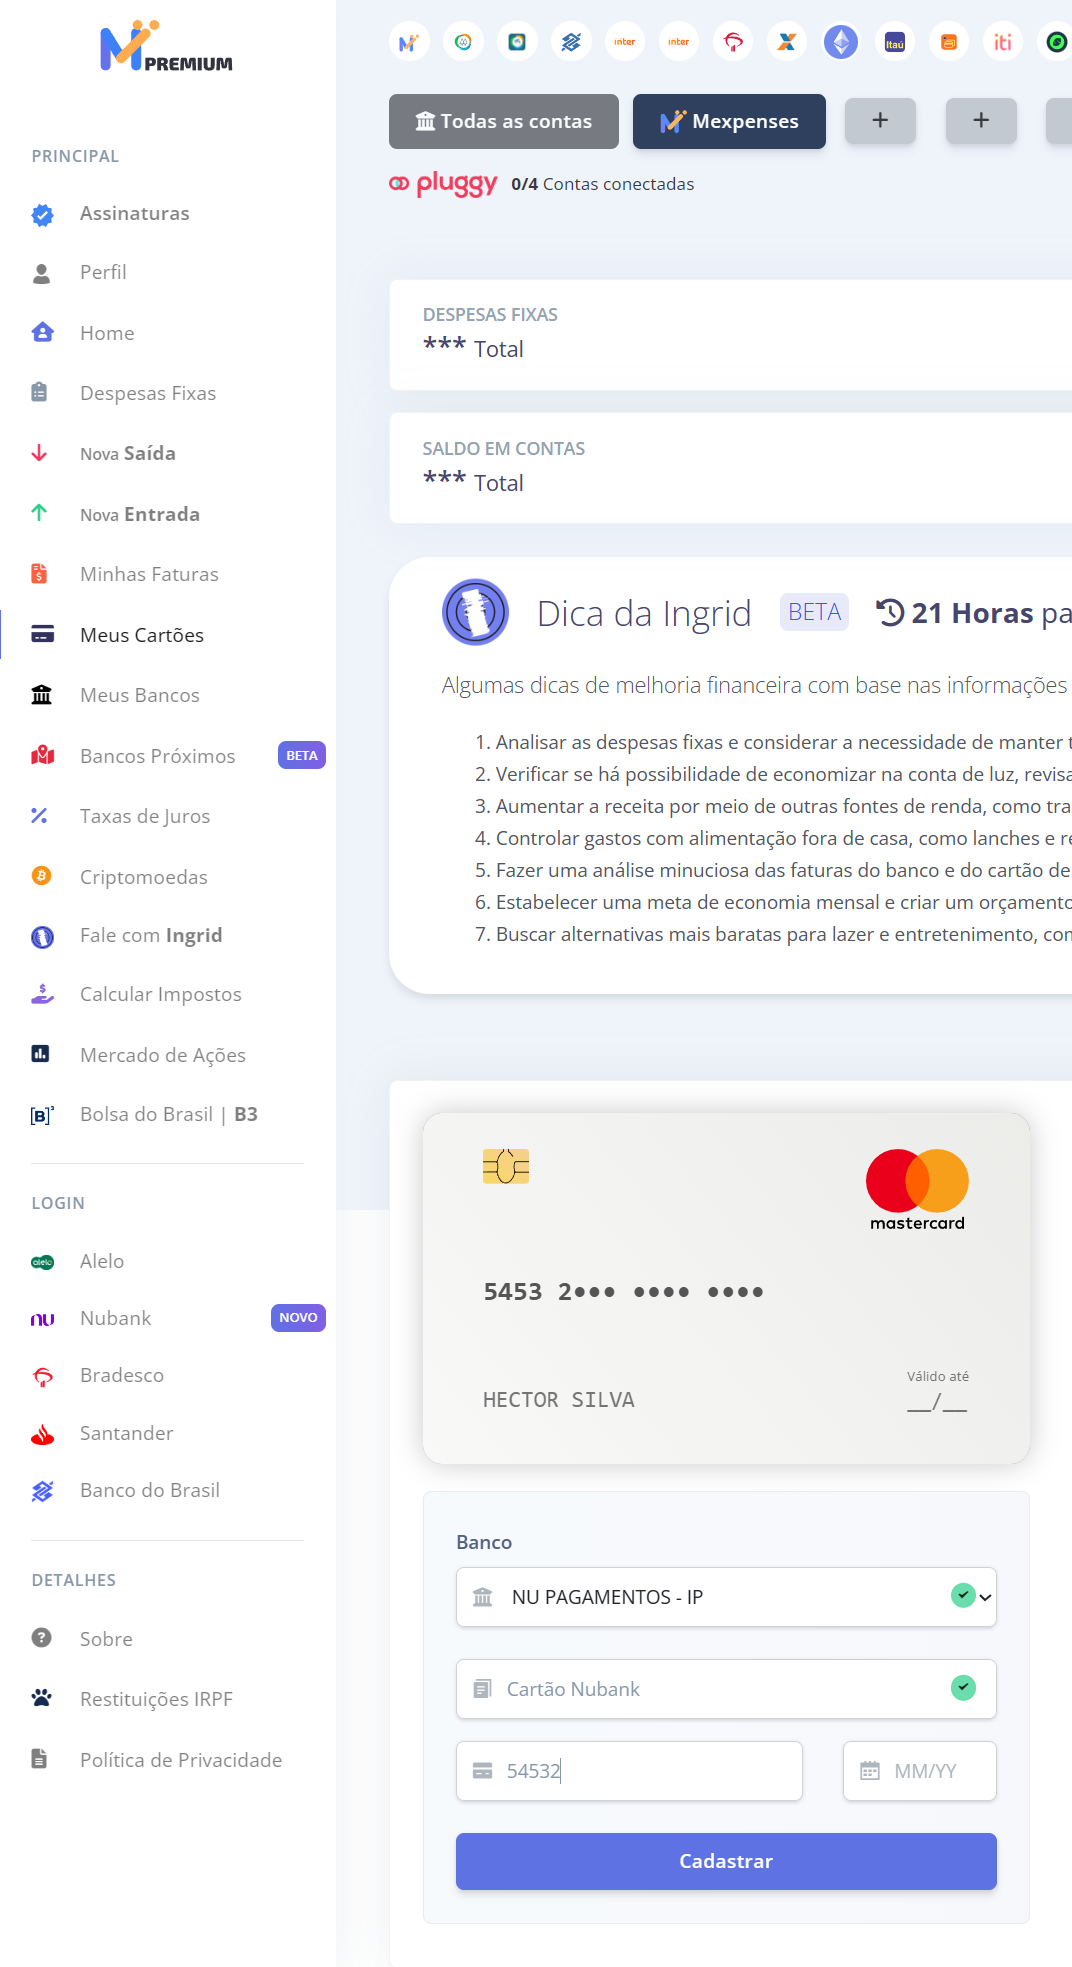 PREMIUM
PRINCIPAL
Assinaturas
Perfil
Home
Despesas Fixas
Nova Saída
Nova Entrada
Minhas Faturas
Meus Cartões
Meus Bancos
Bancos Próximos BETA
Taxas de Juros
Criptomoedas
Fale com Ingrid
Calcular Impostos
Mercado de Ações
Bolsa do Brasil | B3
LOGIN
Alelo
Nubank NOVO
Bradesco
Santander
Banco do Brasil
DETALHES
Sobre
Restituições IRPF
Política de Privacidade
inter inter Itaú iti
Todas as contas Mexpenses + +
pluggy 0/4 Contas conectadas
DESPESAS FIXAS
*** Total
SALDO EM CONTAS
*** Total
Dica da Ingrid BETA 21 Horas pa
Algumas dicas de melhoria financeira com base nas informações
1. Analisar as despesas fixas e considerar a necessidade de manter t
2. Verificar se há possibilidade de economizar na conta de luz, revisa
3. Aumentar a receita por meio de outras fontes de renda, como tra
4. Controlar gastos com alimentação fora de casa, como lanches e re
5. Fazer uma análise minuciosa das faturas do banco e do cartão de
6. Estabelecer uma meta de economia mensal e criar um orçamento
7. Buscar alternativas mais baratas para lazer e entretenimento, com
mastercard
5453 2••• •••• ••••
Válido até
HECTOR SILVA __/__
Banco
NU PAGAMENTOS - IP
Cartão Nubank
54532 MM/YY
Cadastrar